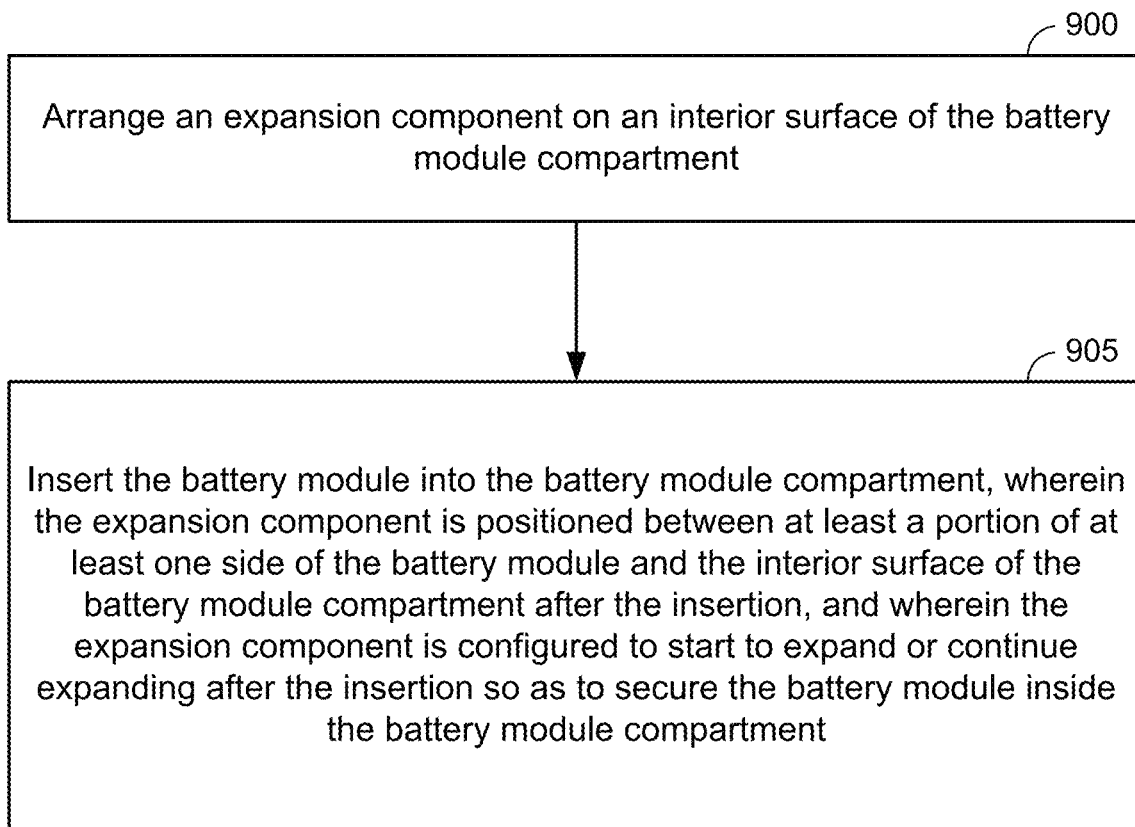 900
Arrange an expansion component on an interior surface of the battery
module compartment
905
Insert the battery module into the battery module compartment, wherein
the expansion component is positioned between at least a portion of at
least one side of the battery module and the interior surface of the
battery module compartment after the insertion, and wherein the
expansion component is configured to start to expand or continue
expanding after the insertion so as to secure the battery module inside
the battery module compartment